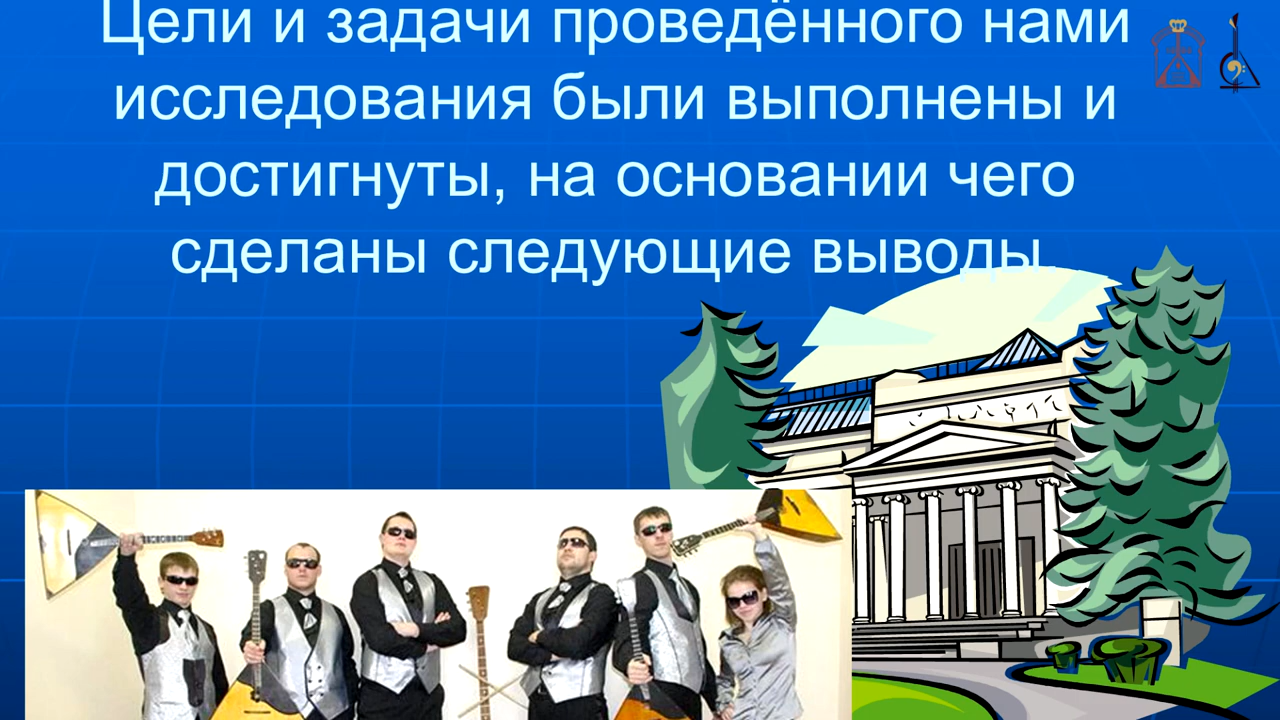 Цели и задачи проведённого нами
исследования были выполнены и
достигнуты, на основании чего
сделаны следующие выводы